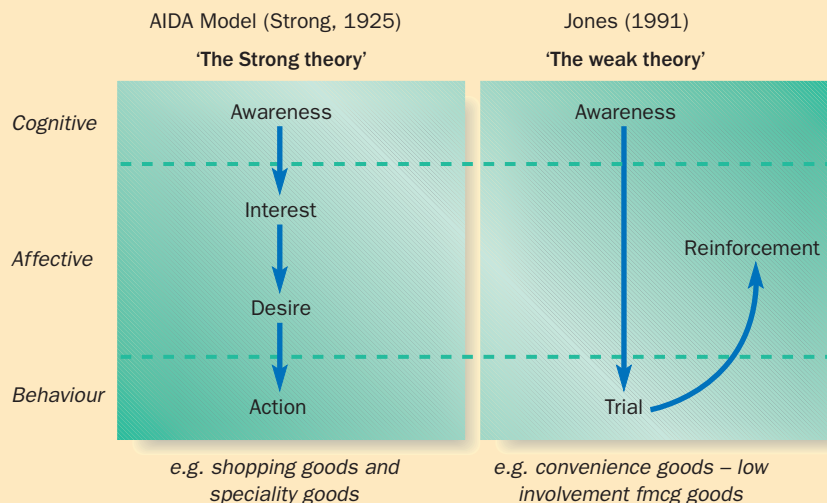 AIDA Model (Strong, 1925)
'The Strong theory'
Jones (1991)
'The weak theory'
Cognitive
Affective
Behaviour
Awareness
Interest
Desire
Action
Awareness
Trial
Reinforcement
e.g. shopping goods and
speciality goods
e.g. convenience goods – low
involvement fmcg goods